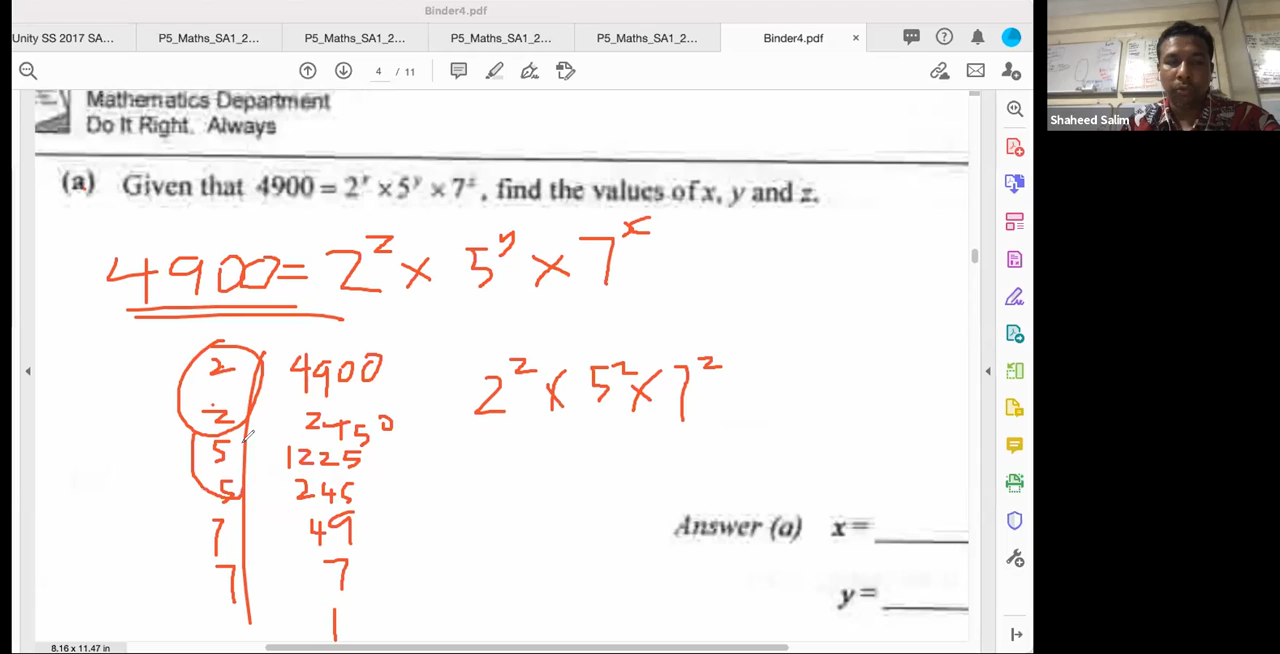 Binder4.pdf
Unity SS 2017 SA...
P5_Maths_SA1_2...
P5_Maths_SA1_2...
P5_Maths_SA1_2...
P5_Maths_SA1_2...
Binder4.pdf ×
4 / 11
Shaheed Salim
Mathematics Department
Do It Right, Always
(a) Given that 4900 = 2ˣ × 5ʸ × 7ᶻ, find the values of x, y and z.
4900 = 2ᶻ × 5ʸ × 7ˣ
2 4900
2 2450
5 1225
5 245
7 49
7 7
1
2² × 5² × 7²
Answer (a) x =
y =
8.16 x 11.47 in